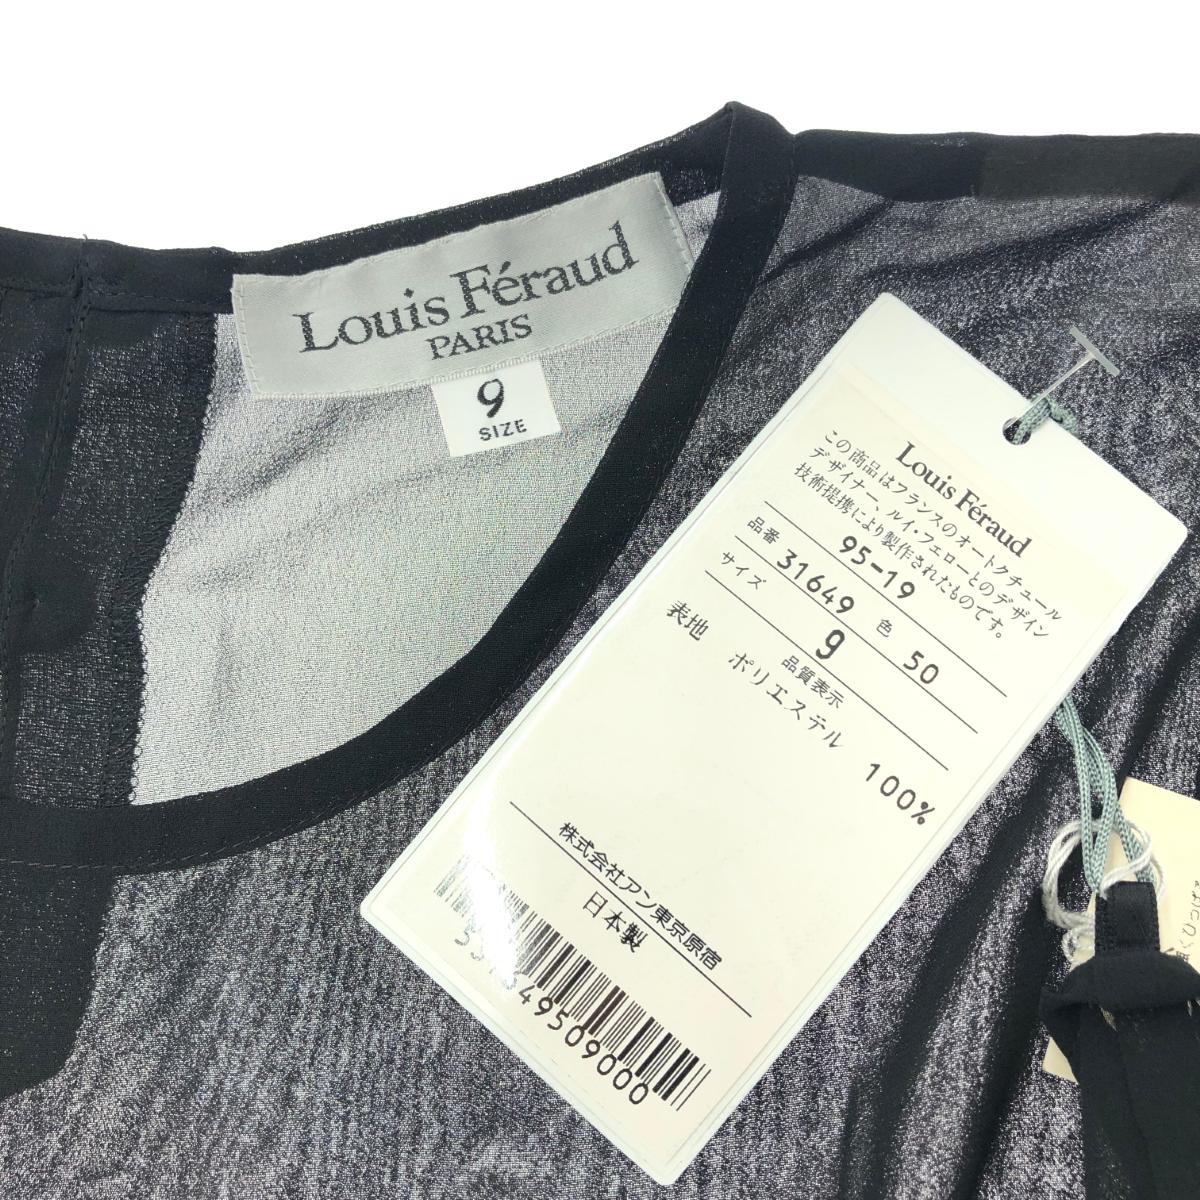 Louis Féraud
PARIS
9
SIZE
Louis Féraud
この商品はフランスのオートクチュール
デザイナー、ルイ・フェローとのデザイン
技術提携により製作されたものです。
品番 95-19
31649 色 50
サイズ 9
品質表示
表地 ポリエステル 100%
株式会社アン東京原宿
日本製
49509000